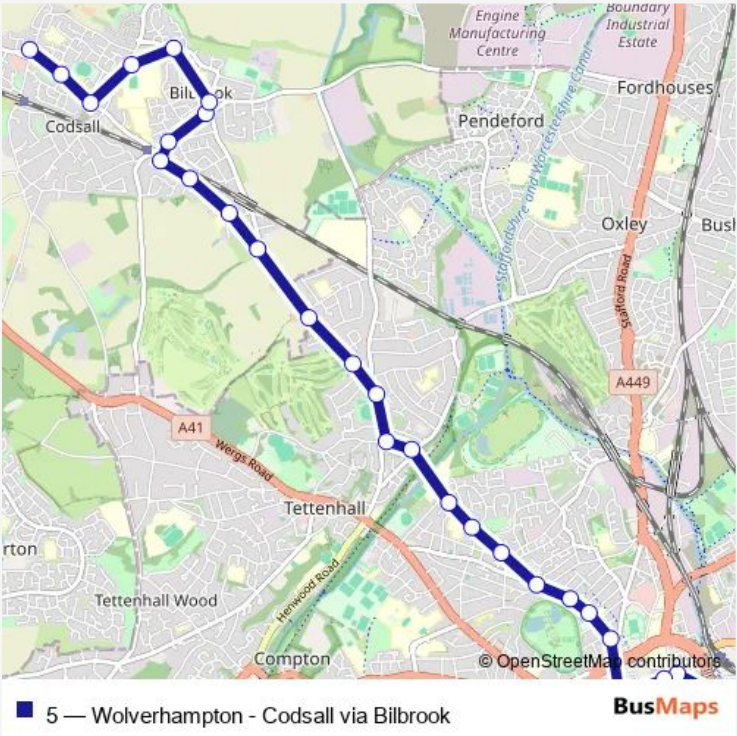 Engine
Manufacturing
Centre
Boundary
Industrial
Estate
Fordhouses
Bilbrook
Codsall
Pendeford
Staffordshire and Worcestershire Canal
Oxley
Bush
Stafford Road
A449
A41
Wergs Road
Tettenhall
rton
Henwood Road
Tettenhall Wood
Compton
© OpenStreetMap contributors
5 — Wolverhampton - Codsall via Bilbrook
BusMaps